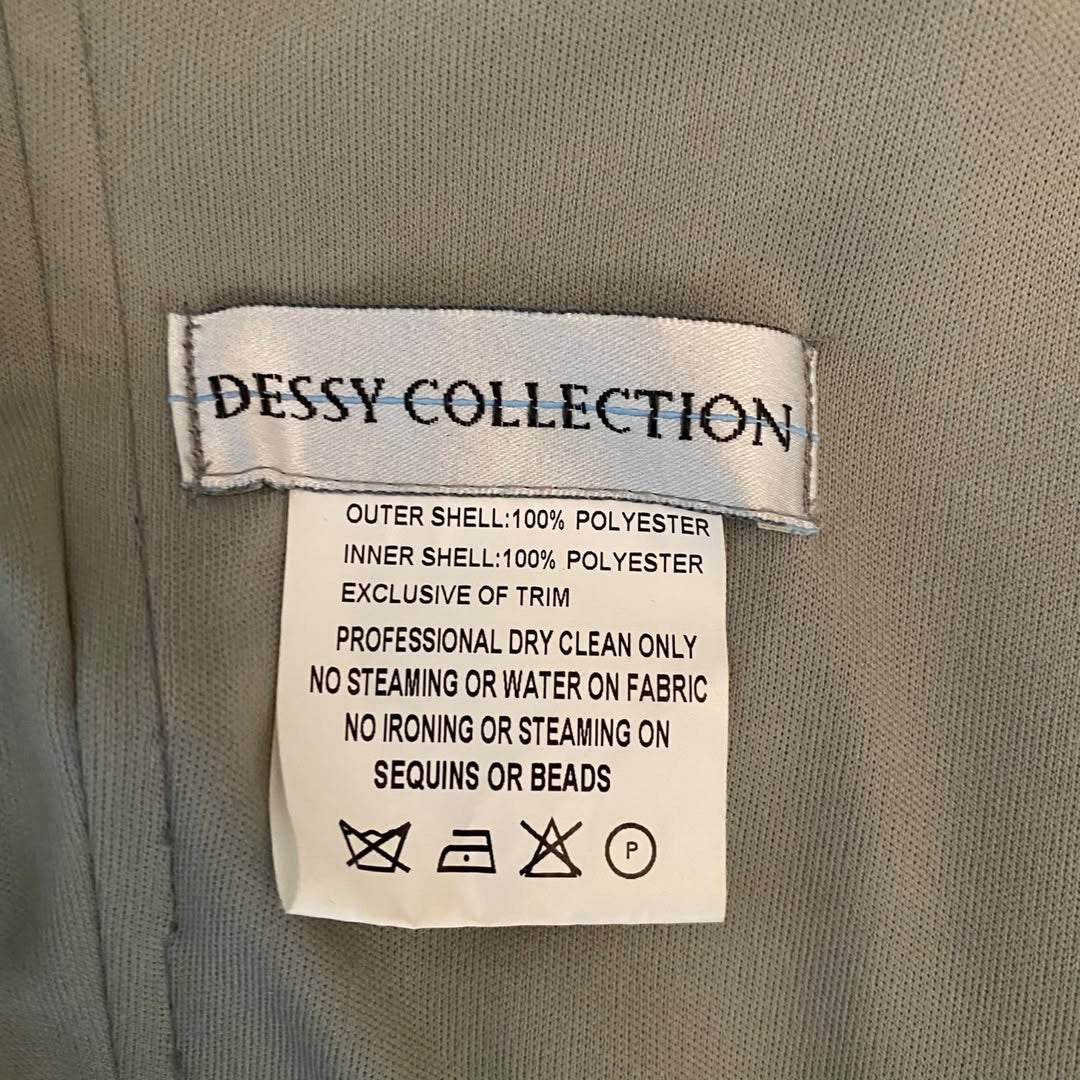 DESSY COLLECTION
OUTER SHELL:100% POLYESTER
INNER SHELL:100% POLYESTER
EXCLUSIVE OF TRIM
PROFESSIONAL DRY CLEAN ONLY
NO STEAMING OR WATER ON FABRIC
NO IRONING OR STEAMING ON
SEQUINS OR BEADS
P